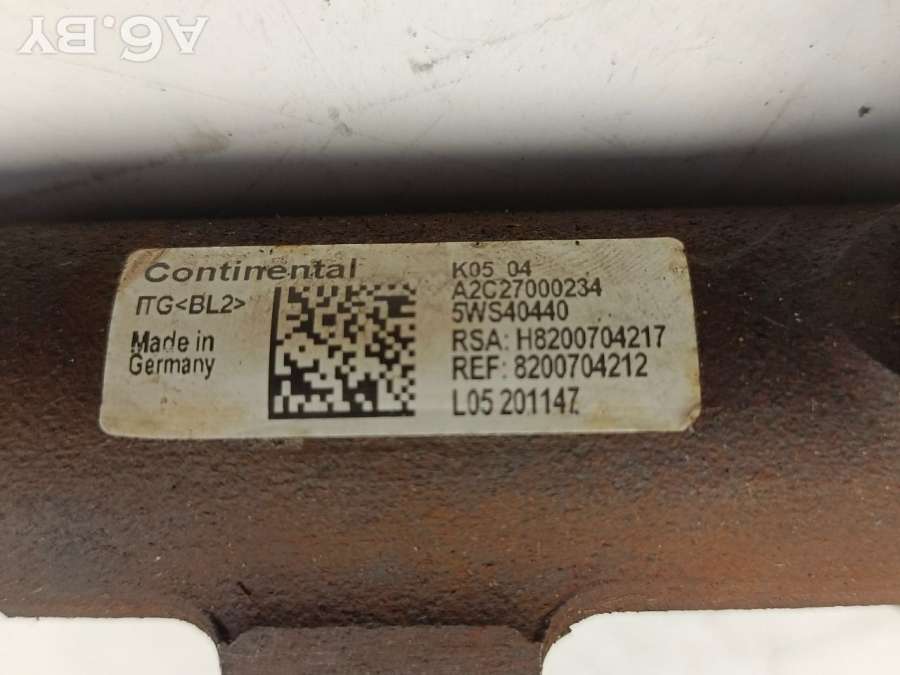 A6.BY
Continental
ITG<BL2>
Made in
Germany
K05 04
A2C27000234
5WS40440
RSA: H8200704217
REF: 8200704212
L05 201147